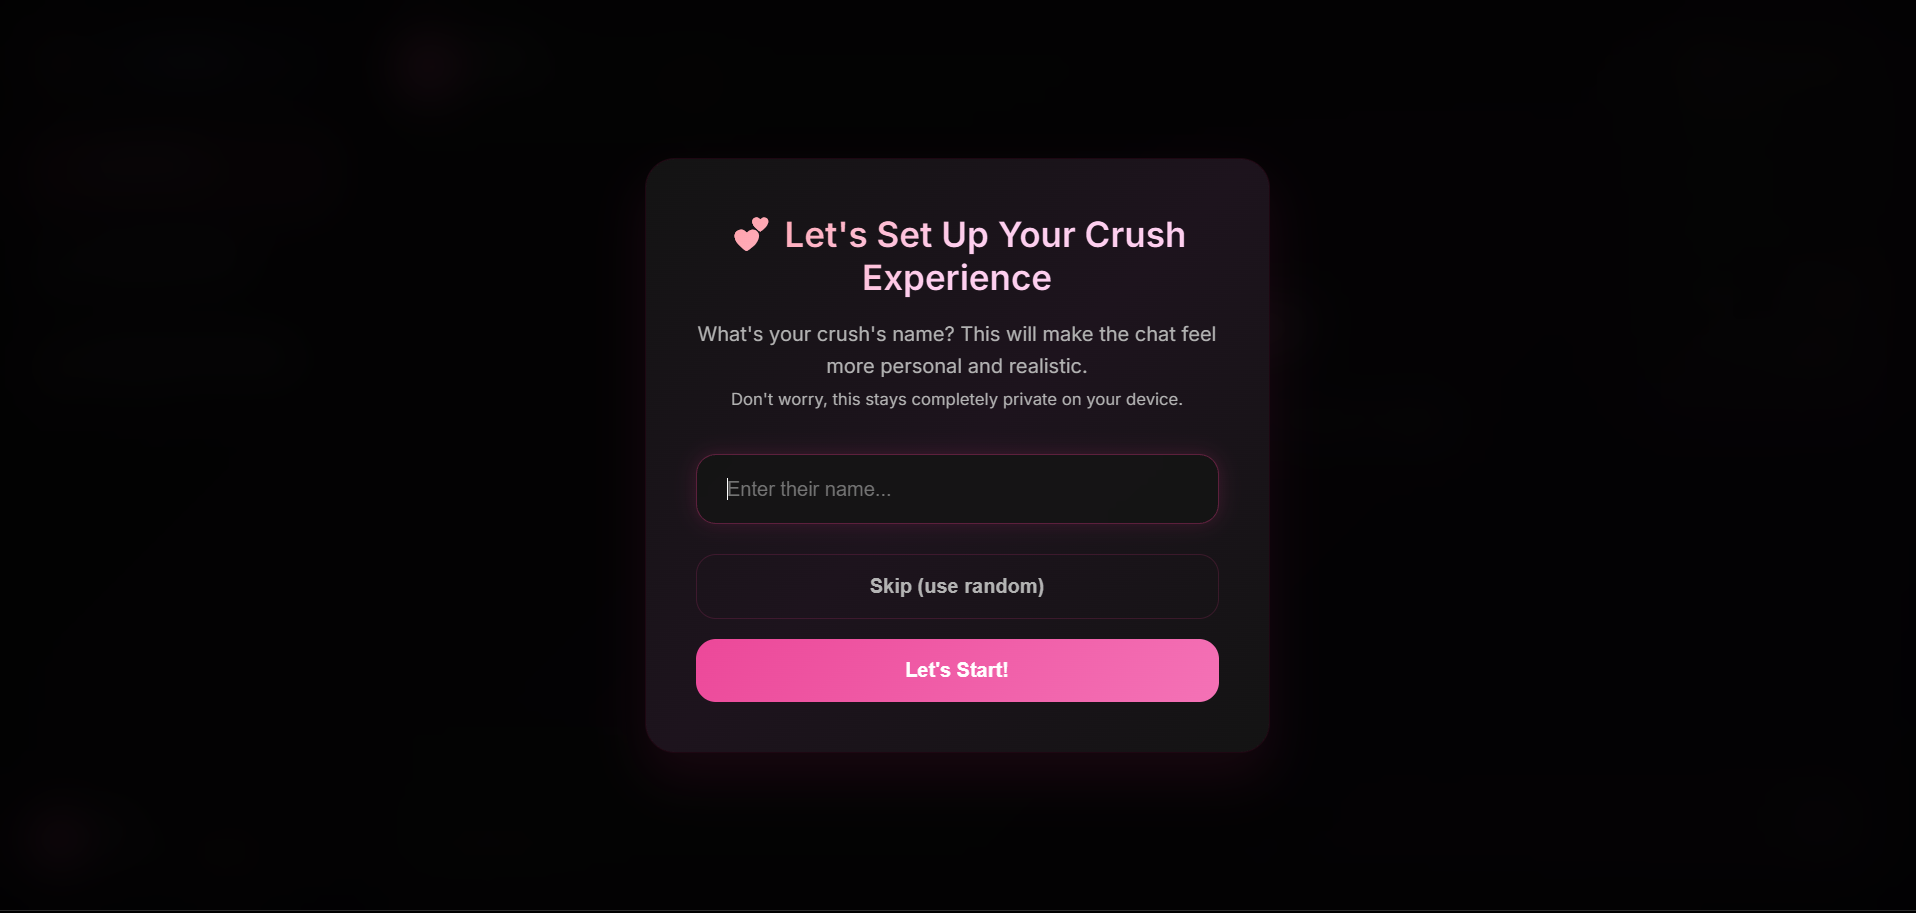 💕 Let's Set Up Your Crush
Experience
What's your crush's name? This will make the chat feel
more personal and realistic.
Don't worry, this stays completely private on your device.
Enter their name...
Skip (use random)
Let's Start!